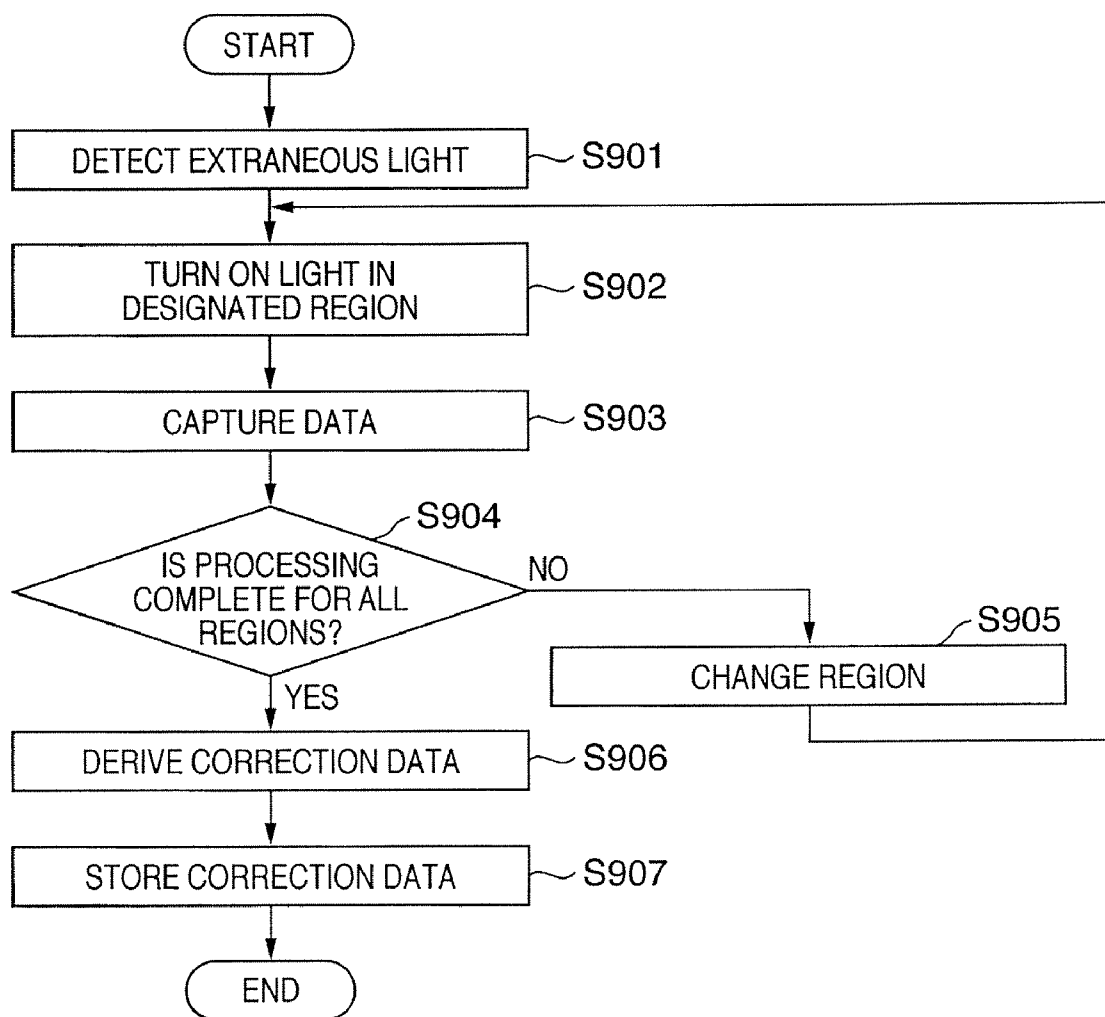 START
DETECT EXTRANEOUS LIGHT
S901
TURN ON LIGHT IN
DESIGNATED REGION
S902
CAPTURE DATA
S903
S904
IS PROCESSING
COMPLETE FOR ALL
REGIONS?
NO
YES
S905
CHANGE REGION
DERIVE CORRECTION DATA
S906
STORE CORRECTION DATA
S907
END